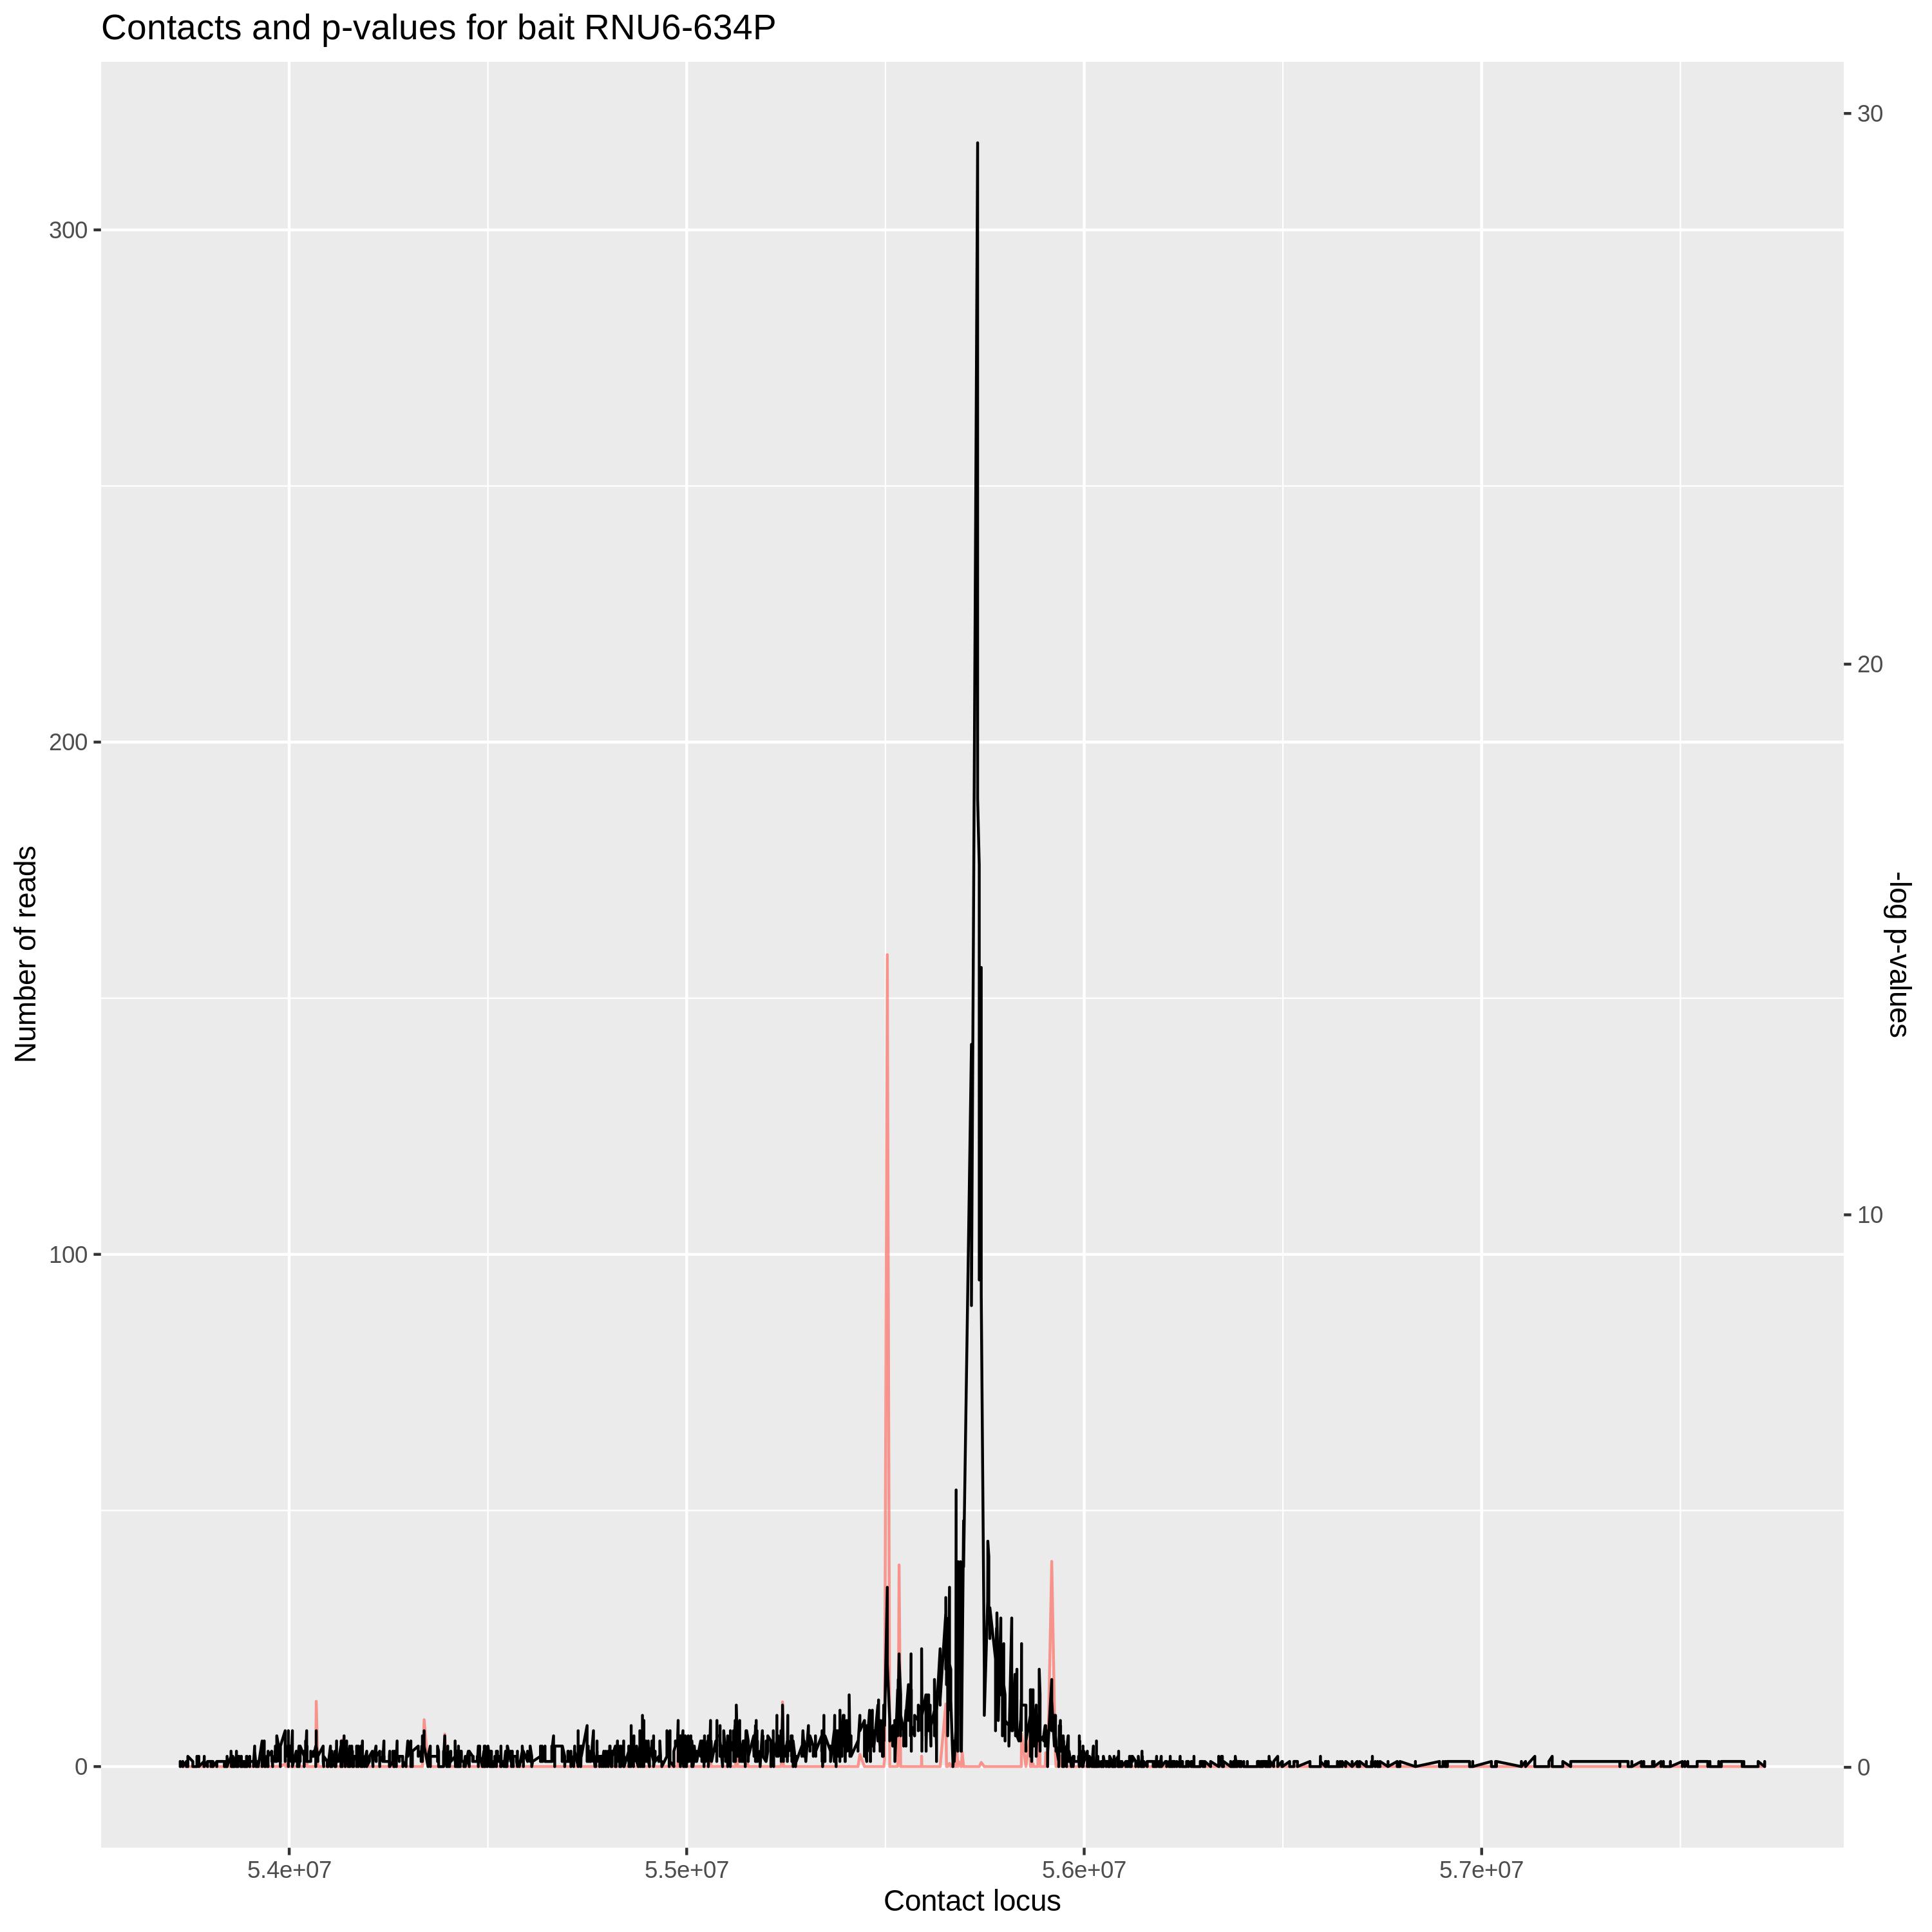 Contacts and p-values for bait RNU6-634P
300
200
100
0
Number of reads
30
20
10
0
-log p-values
5.4e+07
5.5e+07
5.6e+07
5.7e+07
Contact locus